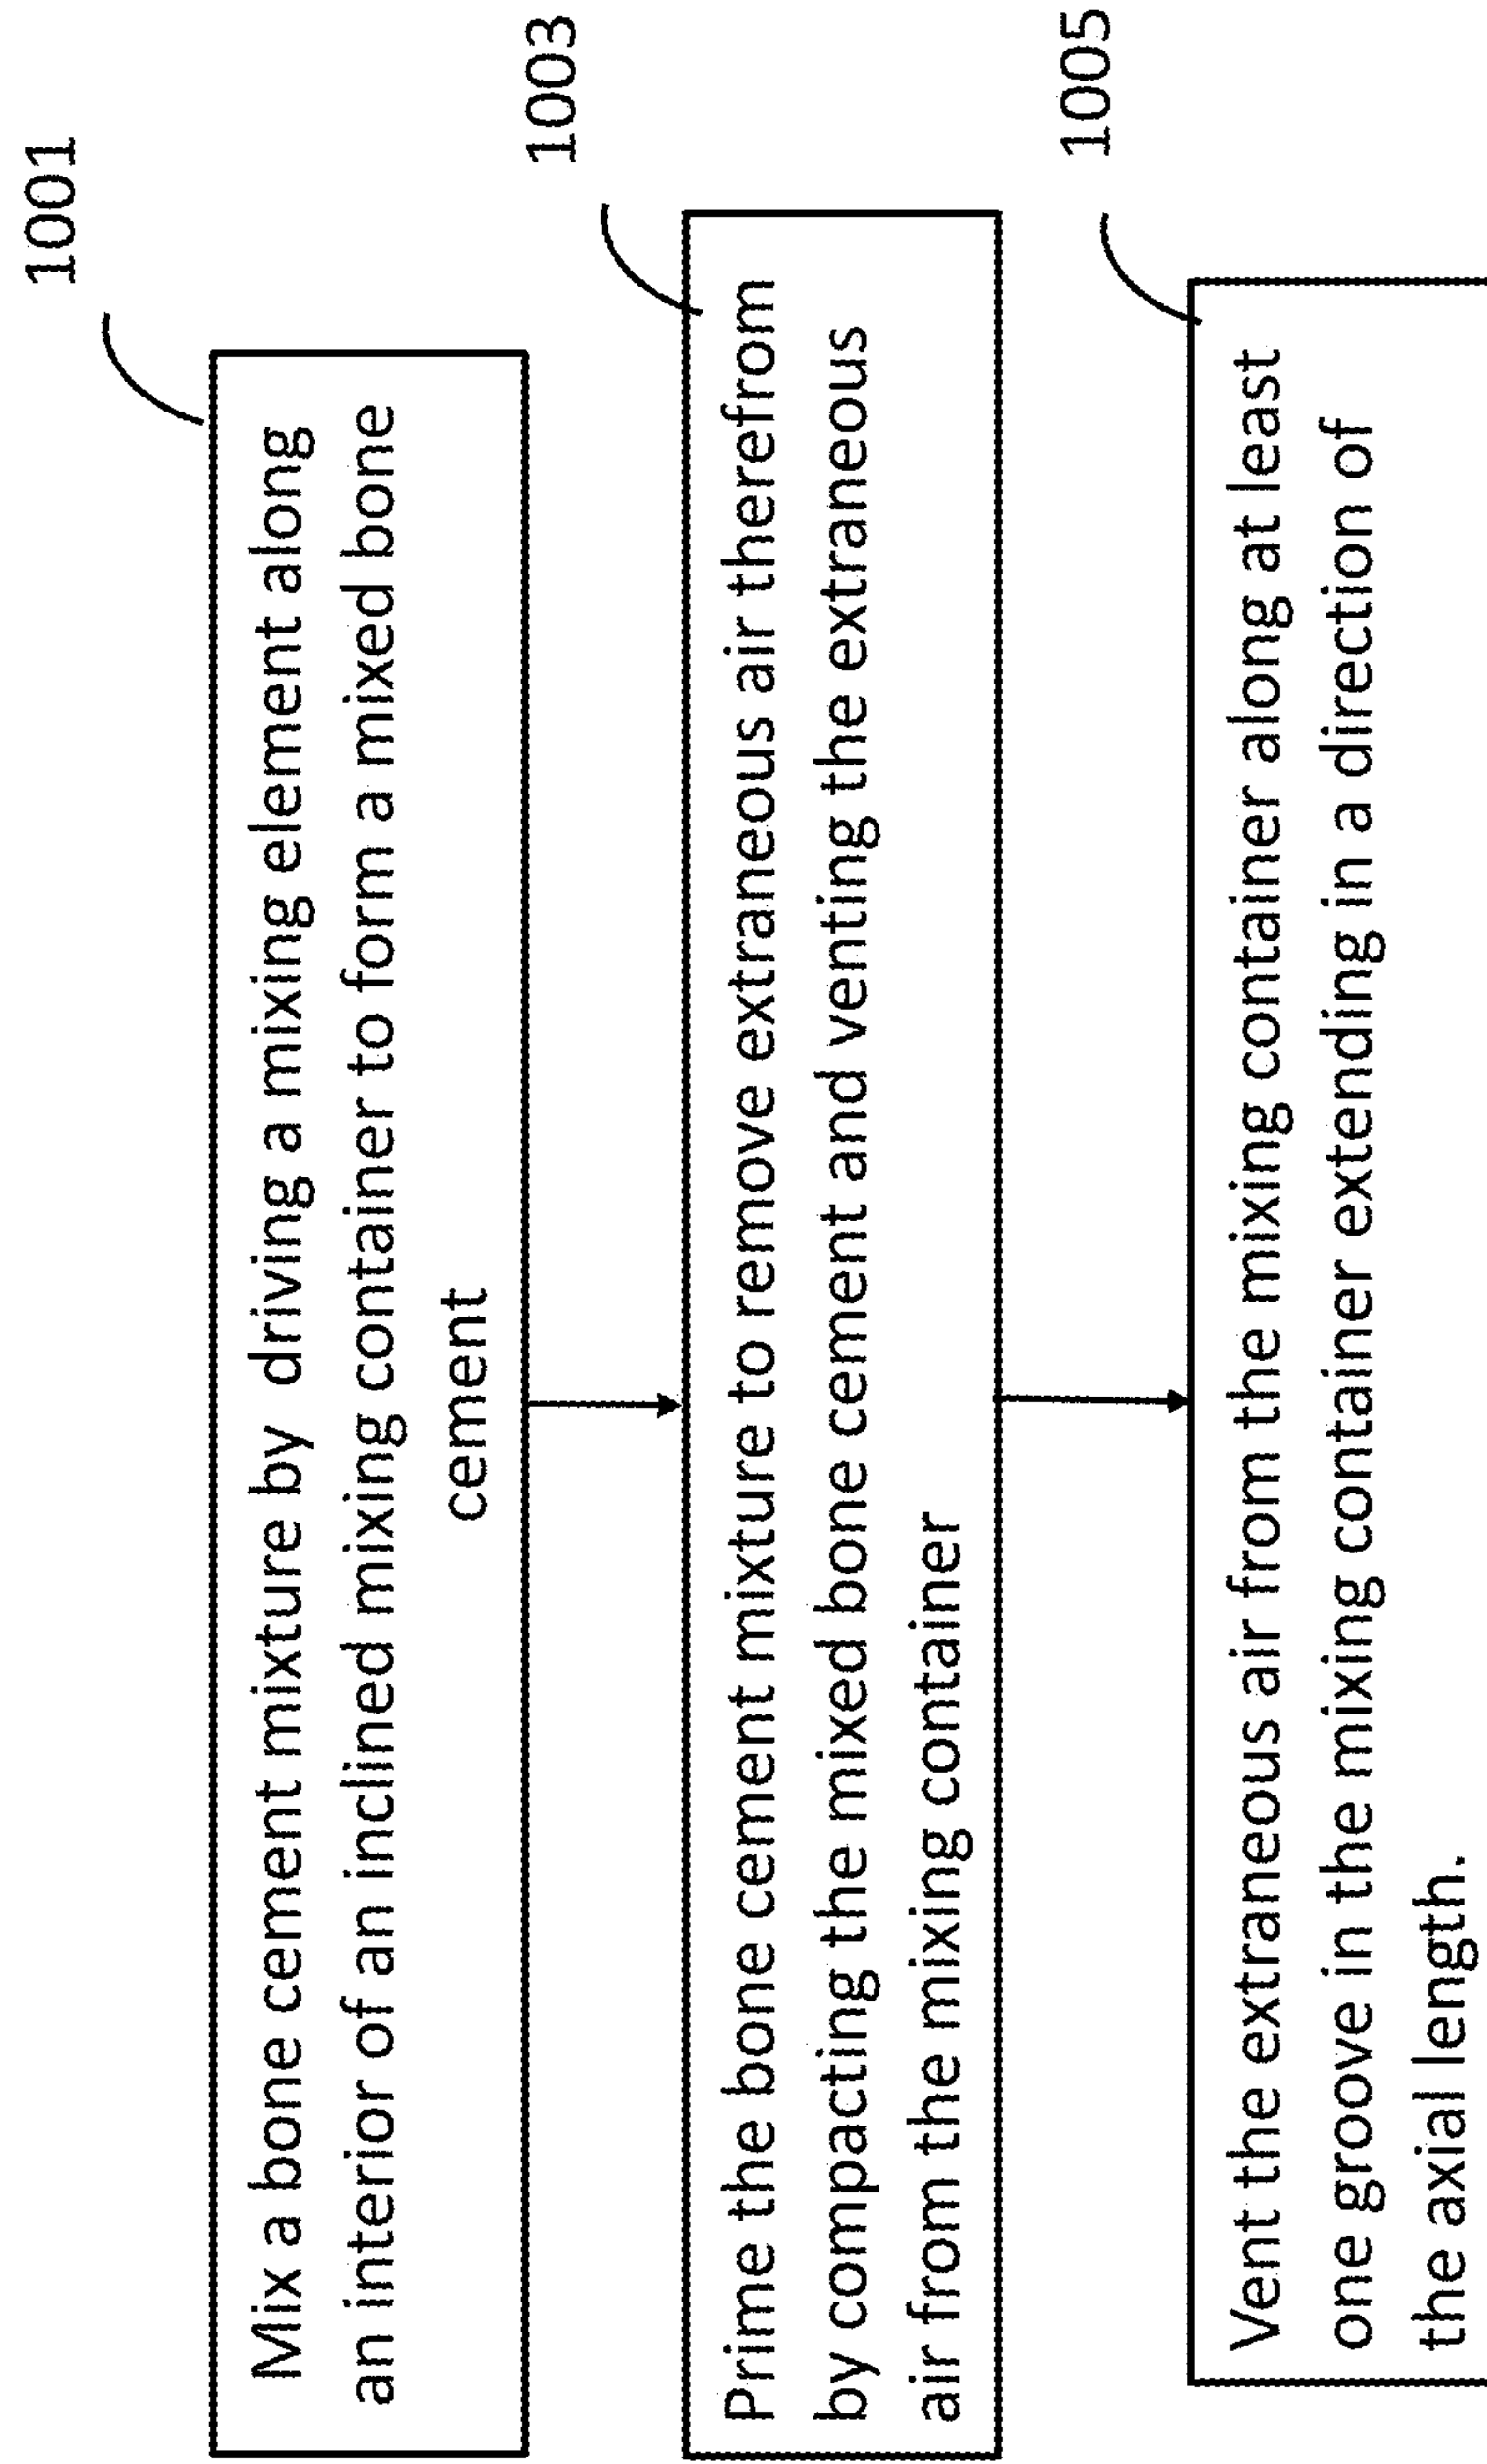 1001
Mix a bone cement mixture by driving a mixing element along
an interior of an inclined mixing container to form a mixed bone
cement
1003
Prime the bone cement mixture to remove extraneous air therefrom
by compacting the mixed bone cement and venting the extraneous
air from the mixing container
1005
Vent the extraneous air from the mixing container along at least
one groove in the mixing container extending in a direction of
the axial length.